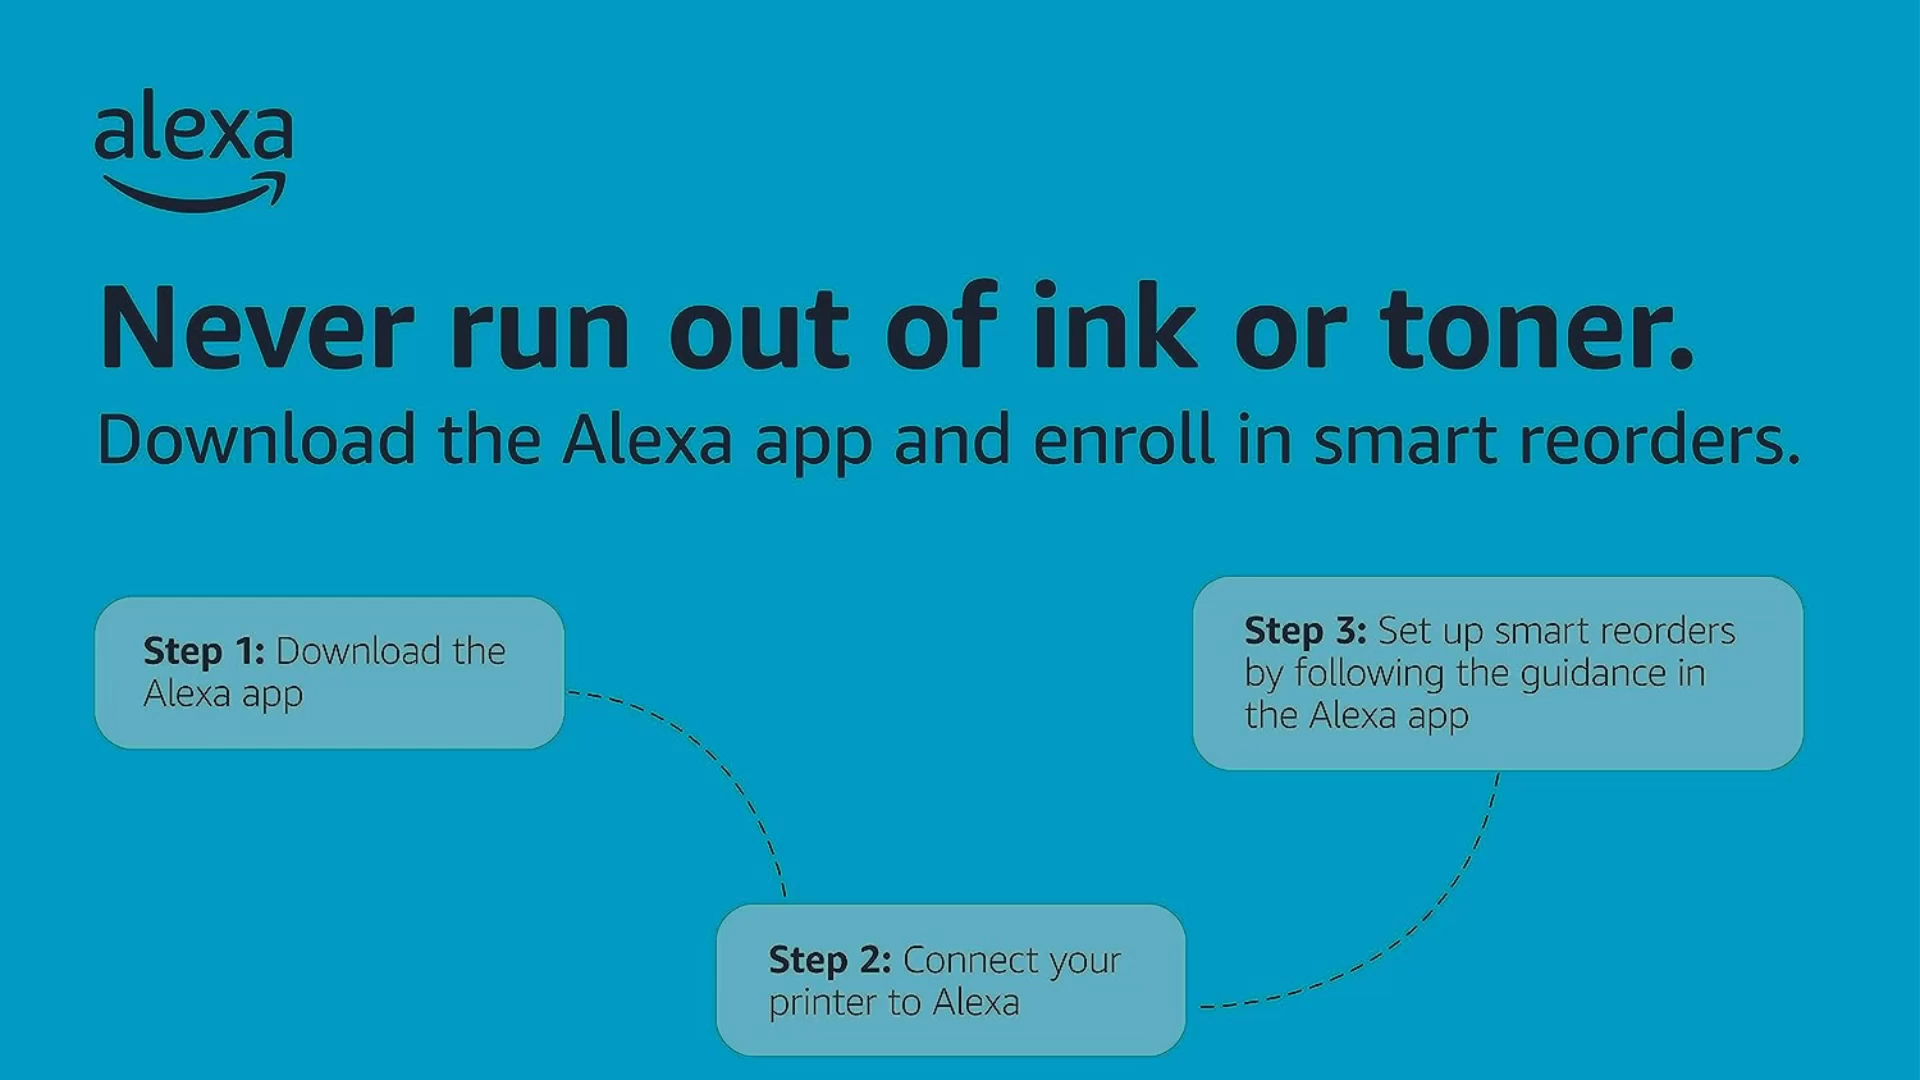 alexa
Never run out of ink or toner.
Download the Alexa app and enroll in smart reorders.
Step 1: Download the
Alexa app
Step 2: Connect your
printer to Alexa
Step 3: Set up smart reorders
by following the guidance in
the Alexa app